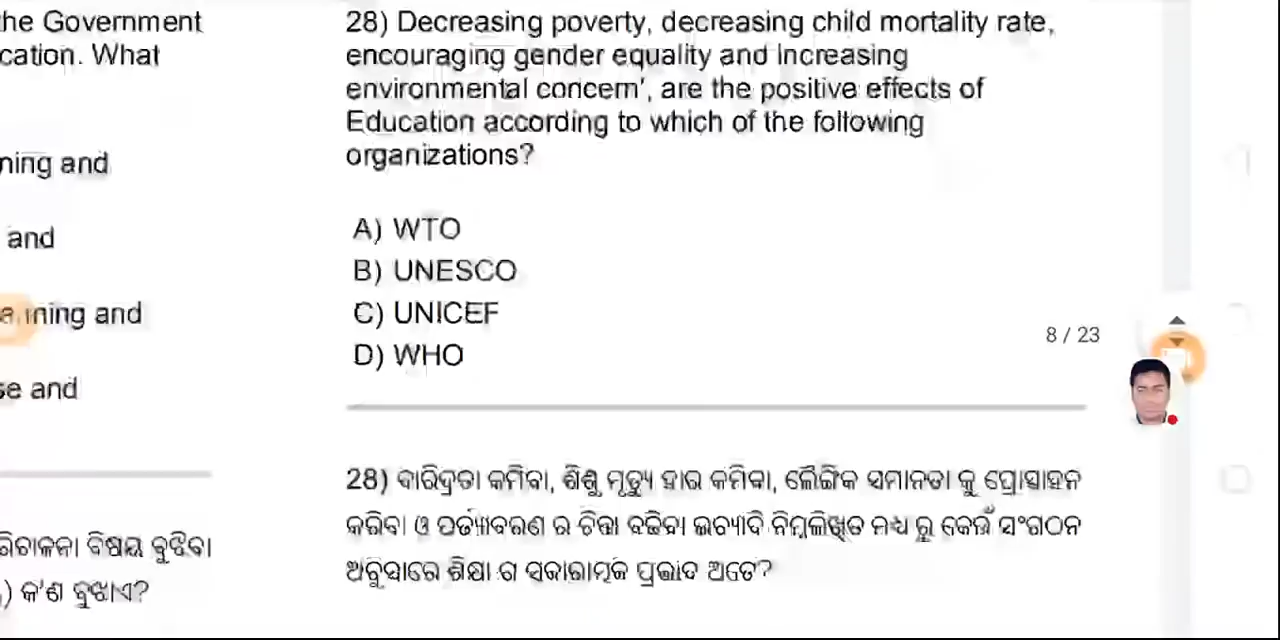 he Government
cation. What
ning and
and
ning and
se and
28) Decreasing poverty, decreasing child mortality rate,
encouraging gender equality and increasing
environmental concern', are the positive effects of
Education according to which of the following
organizations?
A) WTO
B) UNESCO
C) UNICEF
D) WHO
8 / 23
ରିଚାଳନା ବିଷୟ ବୁଝିବା
) କ'ଣ ବୁଝାଏ?
28) ଦାରିଦ୍ରତା କମିବା, ଶିଶୁ ମୃତ୍ୟୁ ହାର କମିବା, ଲୈଙ୍ଗିକ ସମାନତା କୁ ପ୍ରୋତ୍ସାହନ
କରିବା ଓ ପର୍ଯ୍ୟାବରଣ ର ଚିନ୍ତା ବଢିବା ଇତ୍ୟାଦି ନିମ୍ନଲିଖିତ ମଧ୍ୟ ରୁ କେଉଁ ସଂଗଠନ
ଅନୁସାରେ ଶିକ୍ଷା ର ସକାରାତ୍ମକ ପ୍ରଭାବ ଅଟେ?